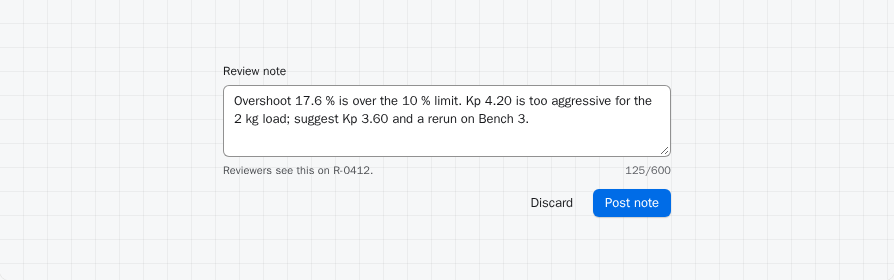 Review note
Overshoot 17.6 % is over the 10 % limit. Kp 4.20 is too aggressive for the
2 kg load; suggest Kp 3.60 and a rerun on Bench 3.
Reviewers see this on R-0412.
125/600
Discard
Post note